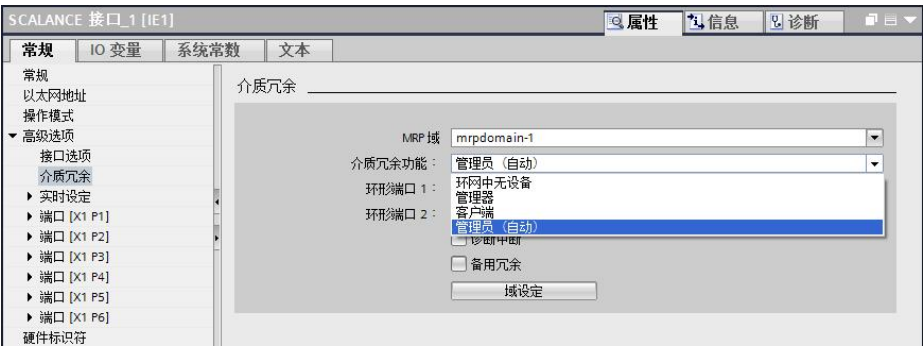 SCALANCE 接口_1 [IE1]
属性 信息 诊断
常规 IO 变量 系统常数 文本
常规
以太网地址
操作模式
高级选项
接口选项
介质冗余
实时设定
端口 [X1 P1]
端口 [X1 P2]
端口 [X1 P3]
端口 [X1 P4]
端口 [X1 P5]
端口 [X1 P6]
硬件标识符
介质冗余
MRP 域 mrpdomain-1
介质冗余功能： 管理员（自动）
环网中无设备
管理器
客户端
管理员（自动）
环形端口 1：
环形端口 2：
诊断中断
备用冗余
域设定